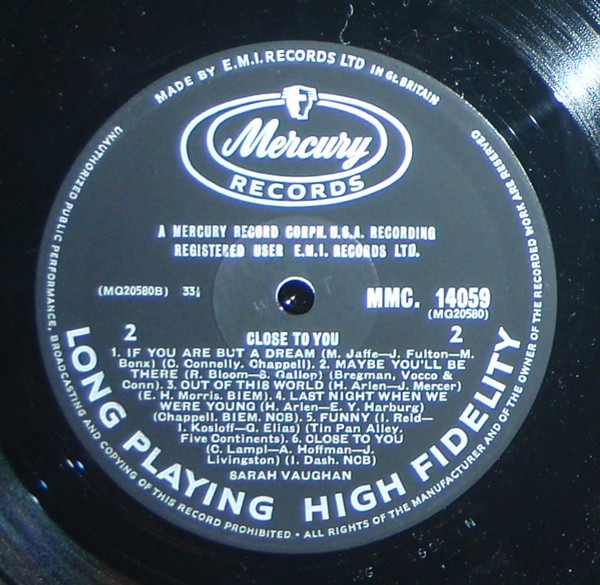 MADE BY E.M.I. RECORDS LTD IN GT. BRITAIN
Mercury
RECORDS
A MERCURY RECORD CORPN. U.S.A. RECORDING
REGISTERED USER E.M.I. RECORDS LTD.
(MG20580B) 33⅓
MMC. 14059
(MG20580)
2
2
CLOSE TO YOU
1. IF YOU ARE BUT A DREAM (M. Jaffe—J. Fulton—N.
Bonx) (C. Connelly. Chappell). 2. MAYBE YOU'LL BE
THERE (R. Bloom—S. Gallop) (Bregman, Vocco &
Conn). 3. OUT OF THIS WORLD (H. Arlen—J. Mercer)
(E. H. Morris. BIEM). 4. LAST NIGHT WHEN WE
WERE YOUNG (H. Arlen—E. Y. Harburg)
(Chappell. BIEM. NCB). 5. FUNNY (I. Reid—
I. Kosloff—G. Elias) (Tin Pan Alley.
Five Continents). 6. CLOSE TO YOU
(C. Lampl—A. Hoffman—J.
Livingston) (I. Dash. NCB)
SARAH VAUGHAN
LONG PLAYING HIGH FIDELITY
UNAUTHORIZED PUBLIC PERFORMANCE, BROADCASTING AND COPYING OF THIS RECORD PROHIBITED • ALL RIGHTS OF THE MANUFACTURER AND OF THE OWNER OF THE RECORDED WORK ARE RESERVED